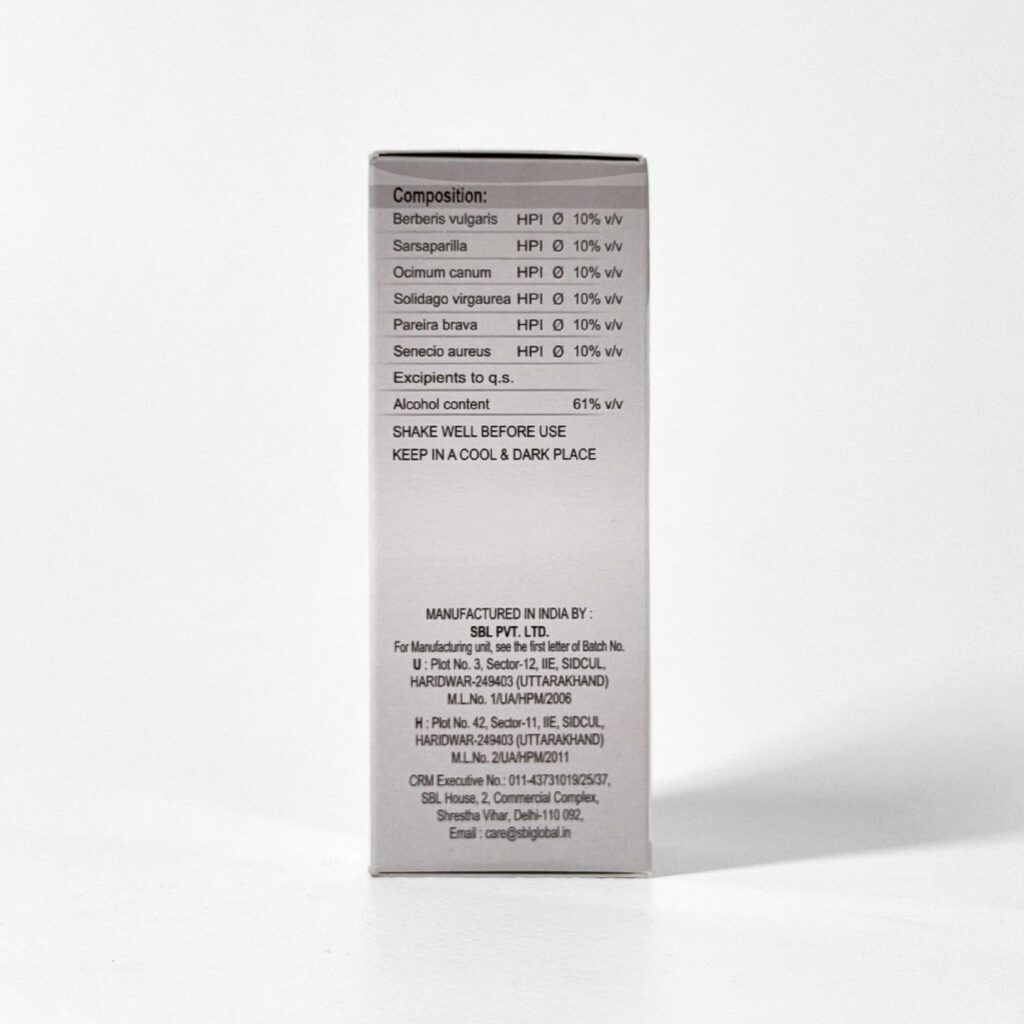 Composition:
Berberis vulgaris HPI Ø 10% v/v
Sarsaparilla HPI Ø 10% v/v
Ocimum canum HPI Ø 10% v/v
Solidago virgaurea HPI Ø 10% v/v
Pareira brava HPI Ø 10% v/v
Senecio aureus HPI Ø 10% v/v
Excipients to q.s.
Alcohol content 61% v/v
SHAKE WELL BEFORE USE
KEEP IN A COOL & DARK PLACE
MANUFACTURED IN INDIA BY :
SBL PVT. LTD.
For Manufacturing unit, see the first letter of Batch No.
U : Plot No. 3, Sector-12, IIE, SIDCUL,
HARIDWAR-249403 (UTTARAKHAND)
M.L.No. 1/UA/HPM/2006
H : Plot No. 42, Sector-11, IIE, SIDCUL,
HARIDWAR-249403 (UTTARAKHAND)
M.L.No. 2/UA/HPM/2011
CRM Executive No.: 011-43731019/25/37,
SBL House, 2, Commercial Complex,
Shrestha Vihar, Delhi-110 092,
Email : care@sblglobal.in